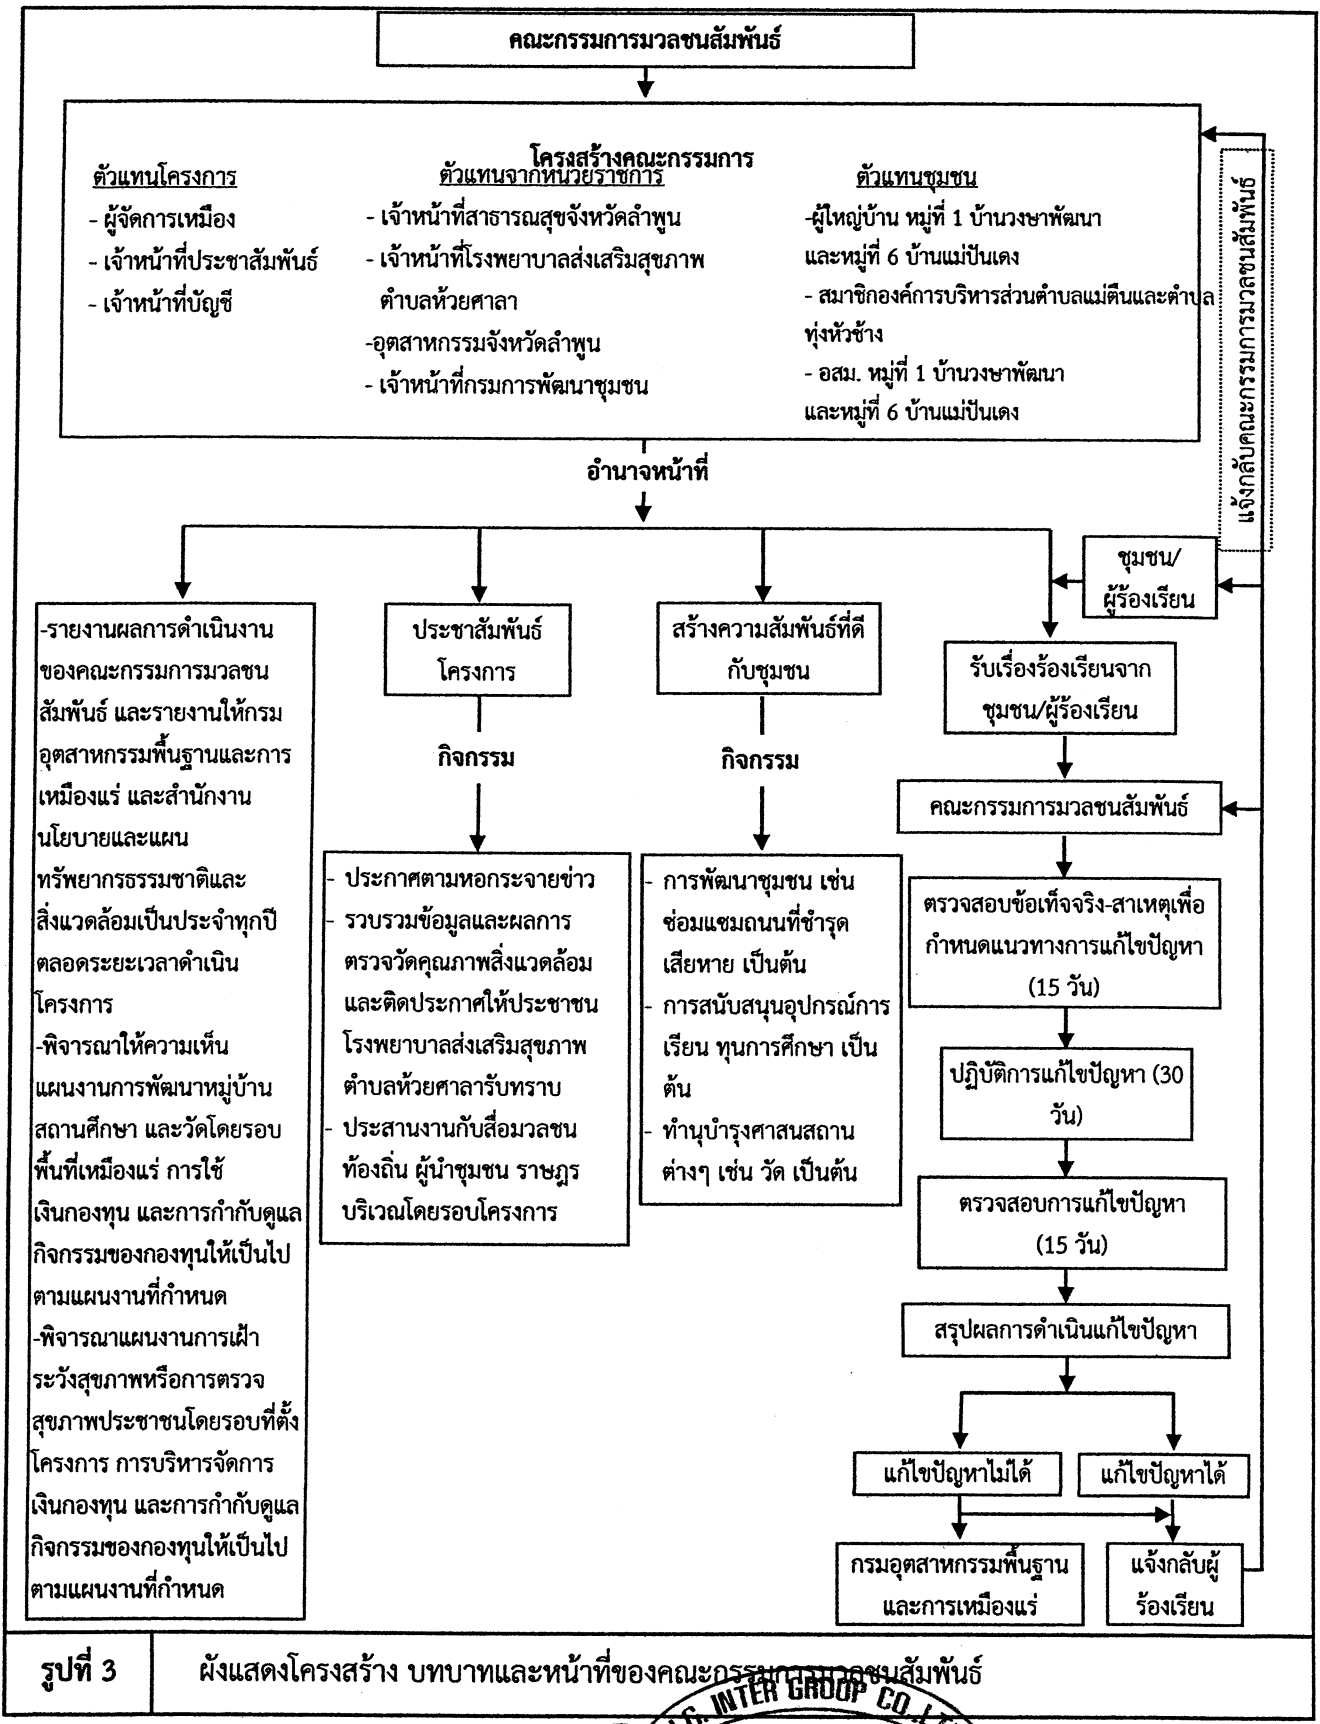 คณะกรรมการมวลชนสัมพันธ์
โครงสร้างคณะกรรมการ
ตัวแทนโครงการ
- ผู้จัดการเหมือง
- เจ้าหน้าที่ประชาสัมพันธ์
- เจ้าหน้าที่บัญชี
ตัวแทนจากหน่วยราชการ
- เจ้าหน้าที่สาธารณสุขจังหวัดลำพูน
- เจ้าหน้าที่โรงพยาบาลส่งเสริมสุขภาพ
ตำบลห้วยศาลา
-อุตสาหกรรมจังหวัดลำพูน
- เจ้าหน้าที่กรมการพัฒนาชุมชน
ตัวแทนชุมชน
-ผู้ใหญ่บ้าน หมู่ที่ 1 บ้านวงษาพัฒนา
และหมู่ที่ 6 บ้านแม่ปันเดง
- สมาชิกองค์การบริหารส่วนตำบลแม่ตืนและตำบล
ทุ่งหัวช้าง
- อสม. หมู่ที่ 1 บ้านวงษาพัฒนา
และหมู่ที่ 6 บ้านแม่ปันเดง
แจ้งกลับคณะกรรมการมวลชนสัมพันธ์
อำนาจหน้าที่
-รายงานผลการดำเนินงาน
ของคณะกรรมการมวลชน
สัมพันธ์ และรายงานให้กรม
อุตสาหกรรมพื้นฐานและการ
เหมืองแร่ และสำนักงาน
นโยบายและแผน
ทรัพยากรธรรมชาติและ
สิ่งแวดล้อมเป็นประจำทุกปี
ตลอดระยะเวลาดำเนิน
โครงการ
-พิจารณาให้ความเห็น
แผนงานการพัฒนาหมู่บ้าน
สถานศึกษา และวัดโดยรอบ
พื้นที่เหมืองแร่ การใช้
เงินกองทุน และการกำกับดูแล
กิจกรรมของกองทุนให้เป็นไป
ตามแผนงานที่กำหนด
-พิจารณาแผนงานการเฝ้า
ระวังสุขภาพหรือการตรวจ
สุขภาพประชาชนโดยรอบที่ตั้ง
โครงการ การบริหารจัดการ
เงินกองทุน และการกำกับดูแล
กิจกรรมของกองทุนให้เป็นไป
ตามแผนงานที่กำหนด
ประชาสัมพันธ์
โครงการ
กิจกรรม
- ประกาศตามหอกระจายข่าว
- รวบรวมข้อมูลและผลการ
ตรวจวัดคุณภาพสิ่งแวดล้อม
และติดประกาศให้ประชาชน
โรงพยาบาลส่งเสริมสุขภาพ
ตำบลห้วยศาลารับทราบ
- ประสานงานกับสื่อมวลชน
ท้องถิ่น ผู้นำชุมชน ราษฎร
บริเวณโดยรอบโครงการ
สร้างความสัมพันธ์ที่ดี
กับชุมชน
กิจกรรม
- การพัฒนาชุมชน เช่น
ซ่อมแซมถนนที่ชำรุด
เสียหาย เป็นต้น
- การสนับสนุนอุปกรณ์การ
เรียน ทุนการศึกษา เป็น
ต้น
- ทำนุบำรุงศาสนสถาน
ต่างๆ เช่น วัด เป็นต้น
ชุมชน/
ผู้ร้องเรียน
รับเรื่องร้องเรียนจาก
ชุมชน/ผู้ร้องเรียน
คณะกรรมการมวลชนสัมพันธ์
ตรวจสอบข้อเท็จจริง-สาเหตุเพื่อ
กำหนดแนวทางการแก้ไขปัญหา
(15 วัน)
ปฏิบัติการแก้ไขปัญหา (30
วัน)
ตรวจสอบการแก้ไขปัญหา
(15 วัน)
สรุปผลการดำเนินแก้ไขปัญหา
แก้ไขปัญหาไม่ได้
แก้ไขปัญหาได้
กรมอุตสาหกรรมพื้นฐาน
และการเหมืองแร่
แจ้งกลับผู้
ร้องเรียน
รูปที่ 3
ผังแสดงโครงสร้าง บทบาทและหน้าที่ของคณะกรรมการมวลชนสัมพันธ์
INTER GROUP CO.,